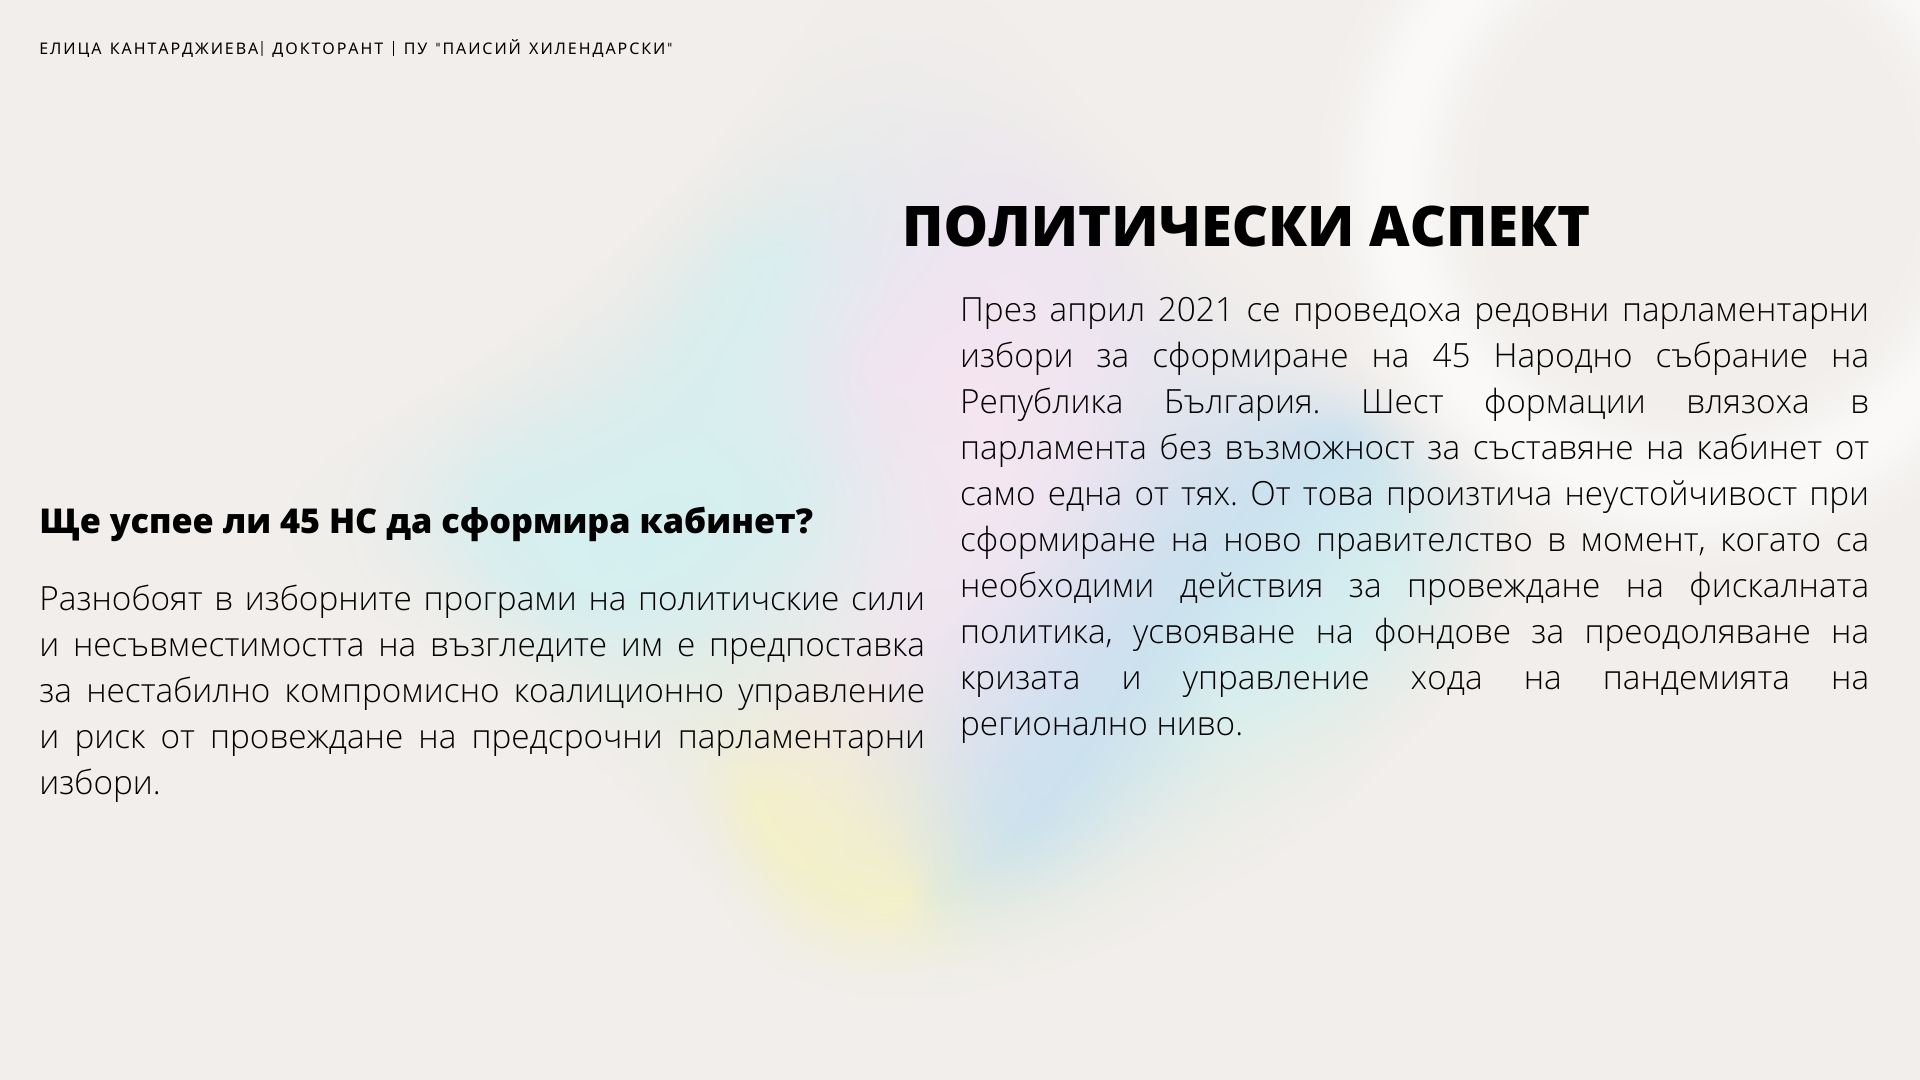 ЕЛИЦА КАНТАРДЖИЕВА| ДОКТОРАНТ | ПУ "ПАИСИЙ ХИЛЕНДАРСКИ"
ПОЛИТИЧЕСКИ АСПЕКТ
През април 2021 се проведоха редовни парламентарни
избори за сформиране на 45 Народно събрание на
Република България. Шест формации влязоха в
парламента без възможност за съставяне на кабинет от
само една от тях. От това произтича неустойчивост при
сформиране на ново правителство в момент, когато са
необходими действия за провеждане на фискалната
политика, усвояване на фондове за преодоляване на
кризата и управление хода на пандемията на
регионално ниво.
Ще успее ли 45 НС да сформира кабинет?
Разнобоят в изборните програми на политичские сили
и несъвместимостта на възгледите им е предпоставка
за нестабилно компромисно коалиционно управление
и риск от провеждане на предсрочни парламентарни
избори.